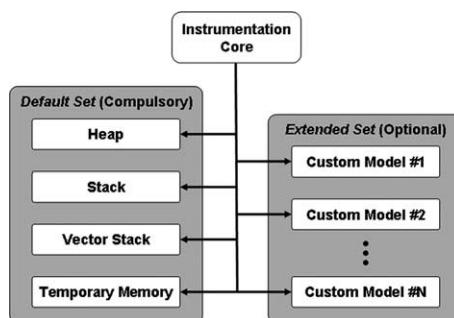 Instrumentation
Core
Default Set (Compulsory)
Heap
Stack
Vector Stack
Temporary Memory
Extended Set (Optional)
Custom Model #1
Custom Model #2
Custom Model #N